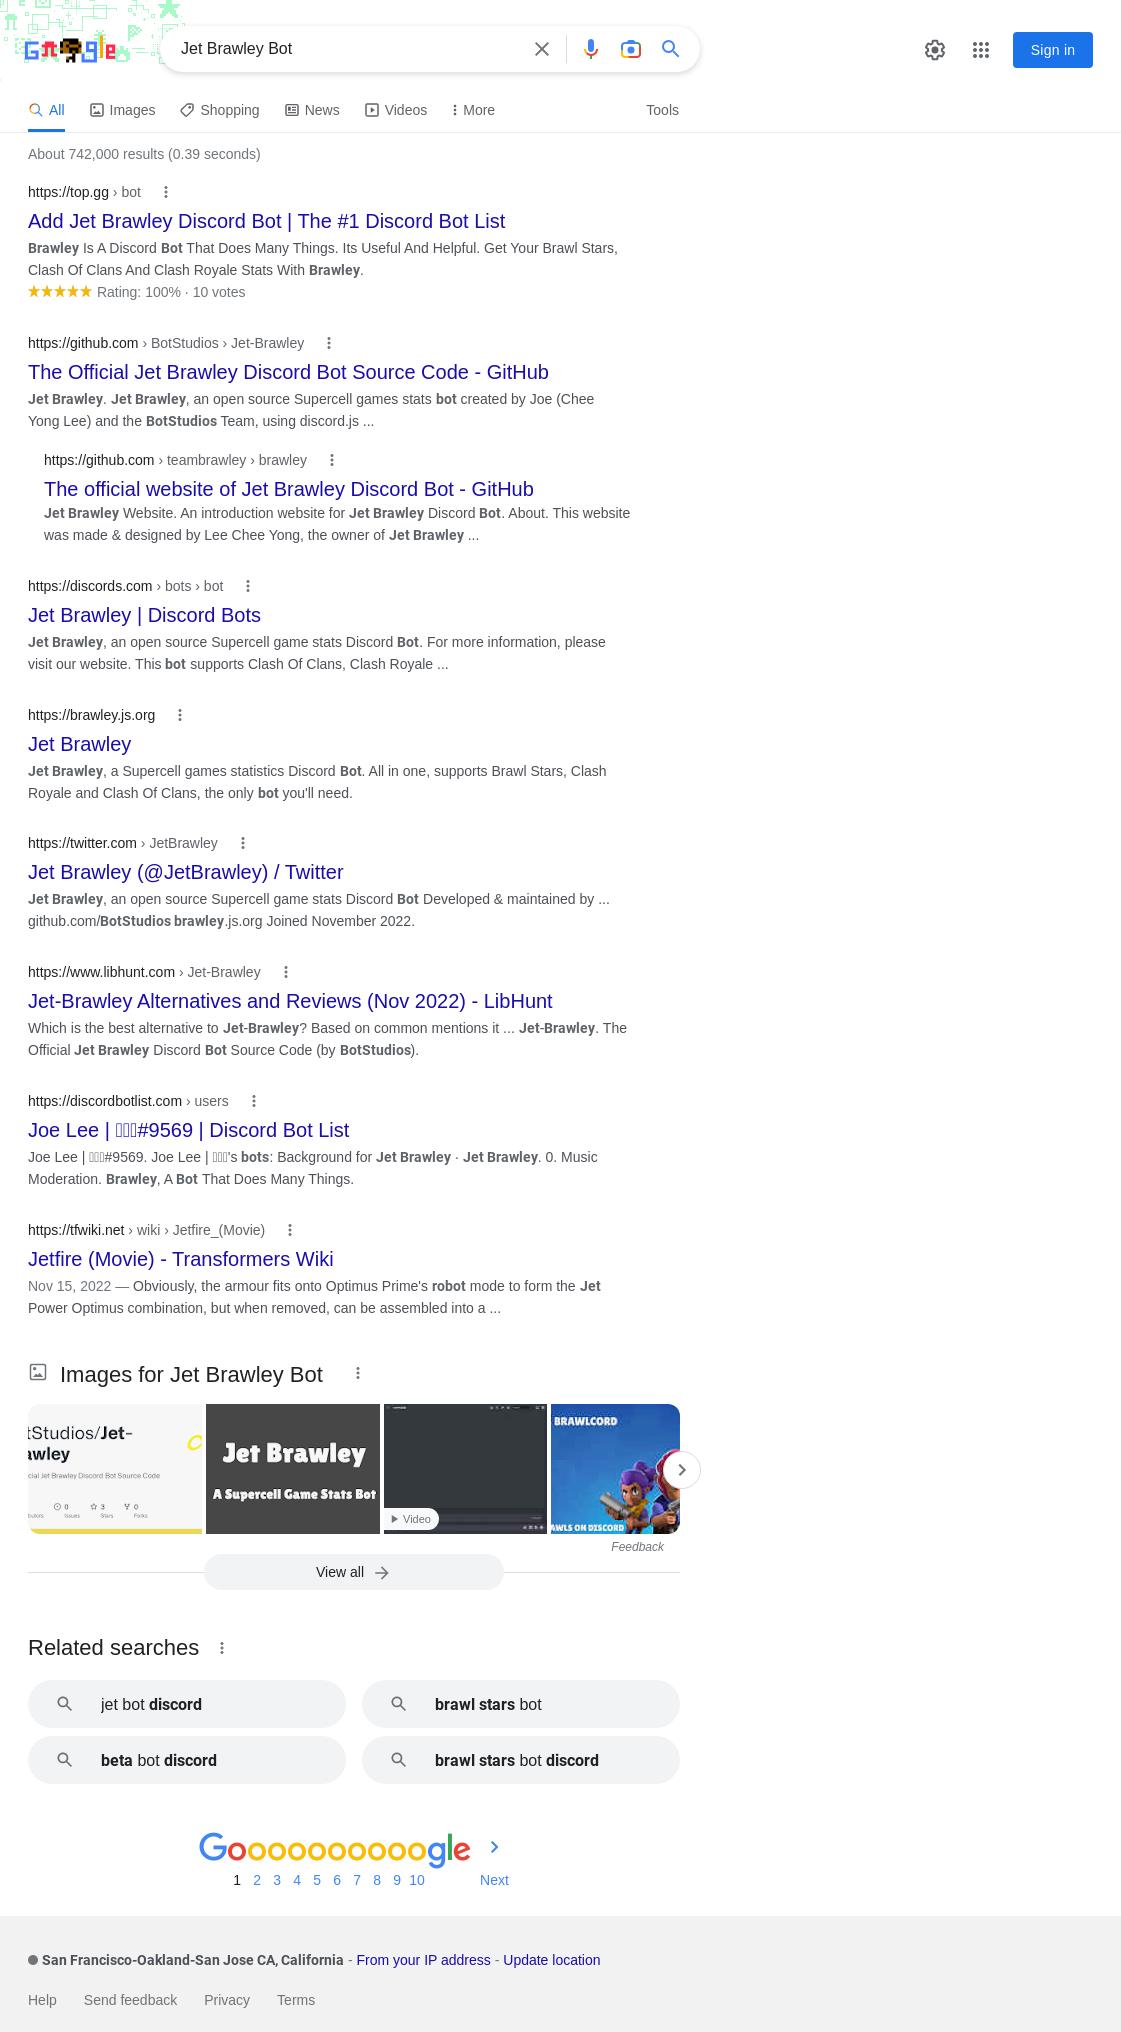 Google
Jet Brawley Bot
Sign in
All
Images
Shopping
News
Videos
More
Tools
About 742,000 results (0.39 seconds)
https://top.gg › bot
Add Jet Brawley Discord Bot | The #1 Discord Bot List
Brawley Is A Discord Bot That Does Many Things. Its Useful And Helpful. Get Your Brawl Stars,
Clash Of Clans And Clash Royale Stats With Brawley.
Rating: 100% · 10 votes
https://github.com › BotStudios › Jet-Brawley
The Official Jet Brawley Discord Bot Source Code - GitHub
Jet Brawley. Jet Brawley, an open source Supercell games stats bot created by Joe (Chee
Yong Lee) and the BotStudios Team, using discord.js ...
https://github.com › teambrawley › brawley
The official website of Jet Brawley Discord Bot - GitHub
Jet Brawley Website. An introduction website for Jet Brawley Discord Bot. About. This website
was made & designed by Lee Chee Yong, the owner of Jet Brawley ...
https://discords.com › bots › bot
Jet Brawley | Discord Bots
Jet Brawley, an open source Supercell game stats Discord Bot. For more information, please
visit our website. This bot supports Clash Of Clans, Clash Royale ...
https://brawley.js.org
Jet Brawley
Jet Brawley, a Supercell games statistics Discord Bot. All in one, supports Brawl Stars, Clash
Royale and Clash Of Clans, the only bot you'll need.
https://twitter.com › JetBrawley
Jet Brawley (@JetBrawley) / Twitter
Jet Brawley, an open source Supercell game stats Discord Bot Developed & maintained by ...
github.com/BotStudios brawley.js.org Joined November 2022.
https://www.libhunt.com › Jet-Brawley
Jet-Brawley Alternatives and Reviews (Nov 2022) - LibHunt
Which is the best alternative to Jet-Brawley? Based on common mentions it ... Jet-Brawley. The
Official Jet Brawley Discord Bot Source Code (by BotStudios).
https://discordbotlist.com › users
Joe Lee | #9569 | Discord Bot List
Joe Lee | #9569. Joe Lee | 's bots: Background for Jet Brawley · Jet Brawley. 0. Music
Moderation. Brawley, A Bot That Does Many Things.
https://tfwiki.net › wiki › Jetfire_(Movie)
Jetfire (Movie) - Transformers Wiki
Nov 15, 2022 — Obviously, the armour fits onto Optimus Prime's robot mode to form the Jet
Power Optimus combination, but when removed, can be assembled into a ...
Images for Jet Brawley Bot
tStudios/Jet-
awley
cial Jet Brawley Discord Bot Source Code
0 3 0
butors Issues Stars Forks
Jet Brawley
A Supercell Game Stats Bot
Video
BRAWLCORD
AWLS ON DISCORD
Feedback
View all
Related searches
jet bot discord
brawl stars bot
beta bot discord
brawl stars bot discord
Goooooooooogle
1 2 3 4 5 6 7 8 9 10 Next
San Francisco-Oakland-San Jose CA, California - From your IP address - Update location
Help Send feedback Privacy Terms